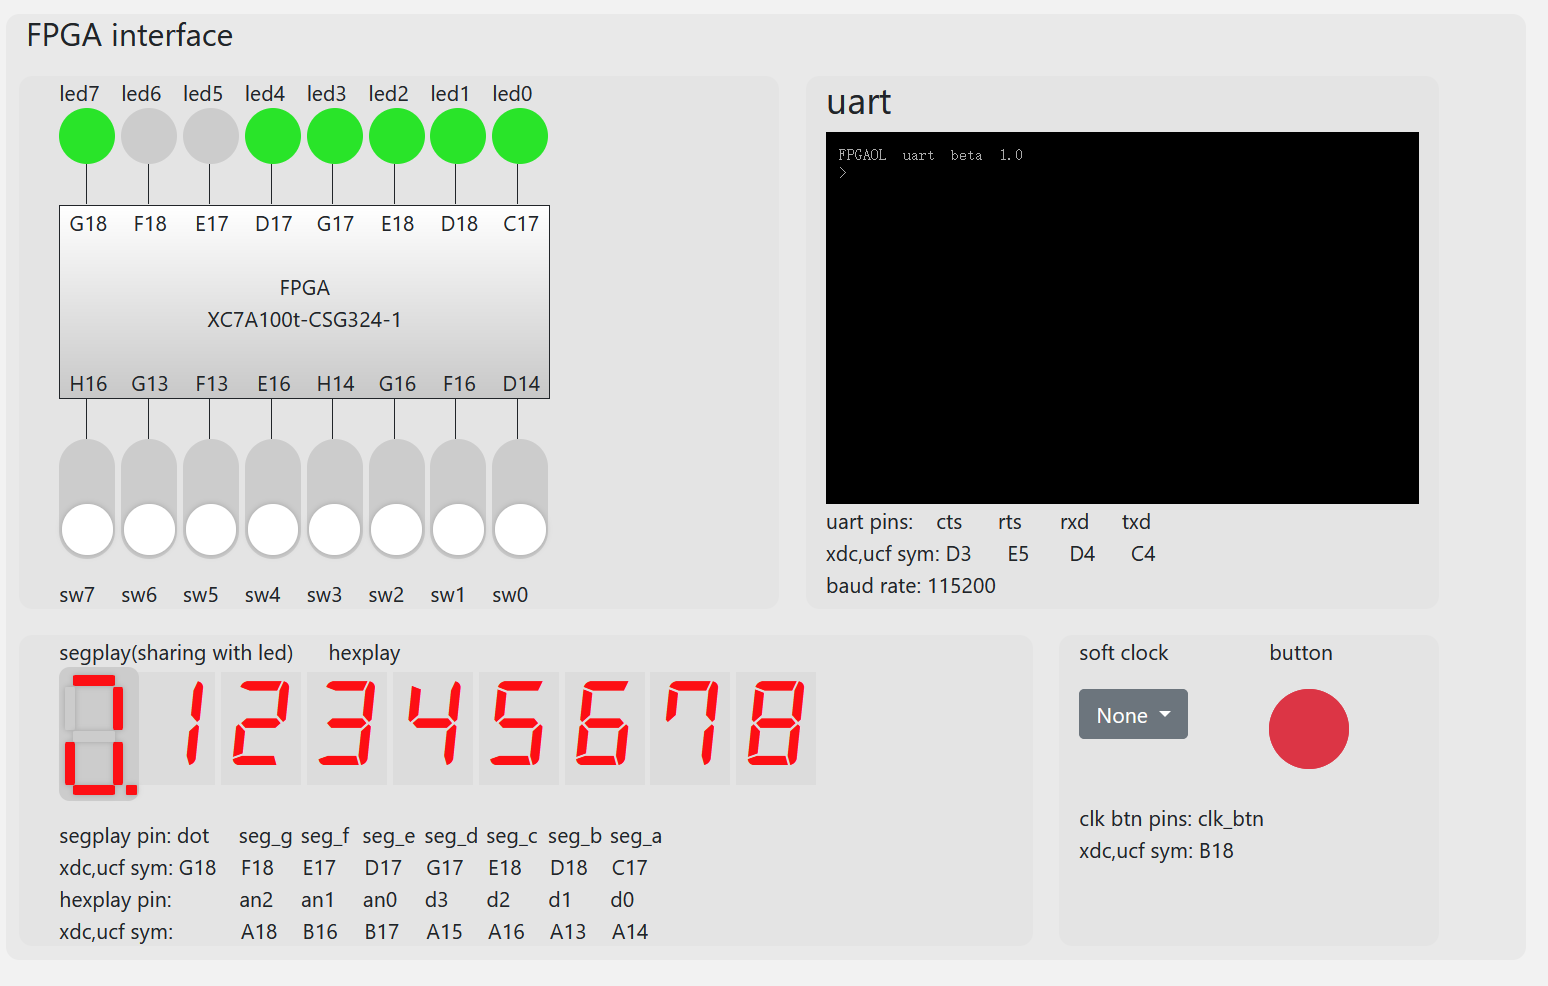 FPGA interface
led7 led6 led5 led4 led3 led2 led1 led0
G18 F18 E17 D17 G17 E18 D18 C17
FPGA
XC7A100t-CSG324-1
H16 G13 F13 E16 H14 G16 F16 D14
sw7 sw6 sw5 sw4 sw3 sw2 sw1 sw0
uart
FPGAOL uart beta 1.0
>
uart pins: cts rts rxd txd
xdc,ucf sym: D3 E5 D4 C4
baud rate: 115200
segplay(sharing with led) hexplay
1 2 3 4 5 6 7 8
segplay pin: dot seg_g seg_f seg_e seg_d seg_c seg_b seg_a
xdc,ucf sym: G18 F18 E17 D17 G17 E18 D18 C17
hexplay pin: an2 an1 an0 d3 d2 d1 d0
xdc,ucf sym: A18 B16 B17 A15 A16 A13 A14
soft clock button
None
clk btn pins: clk_btn
xdc,ucf sym: B18